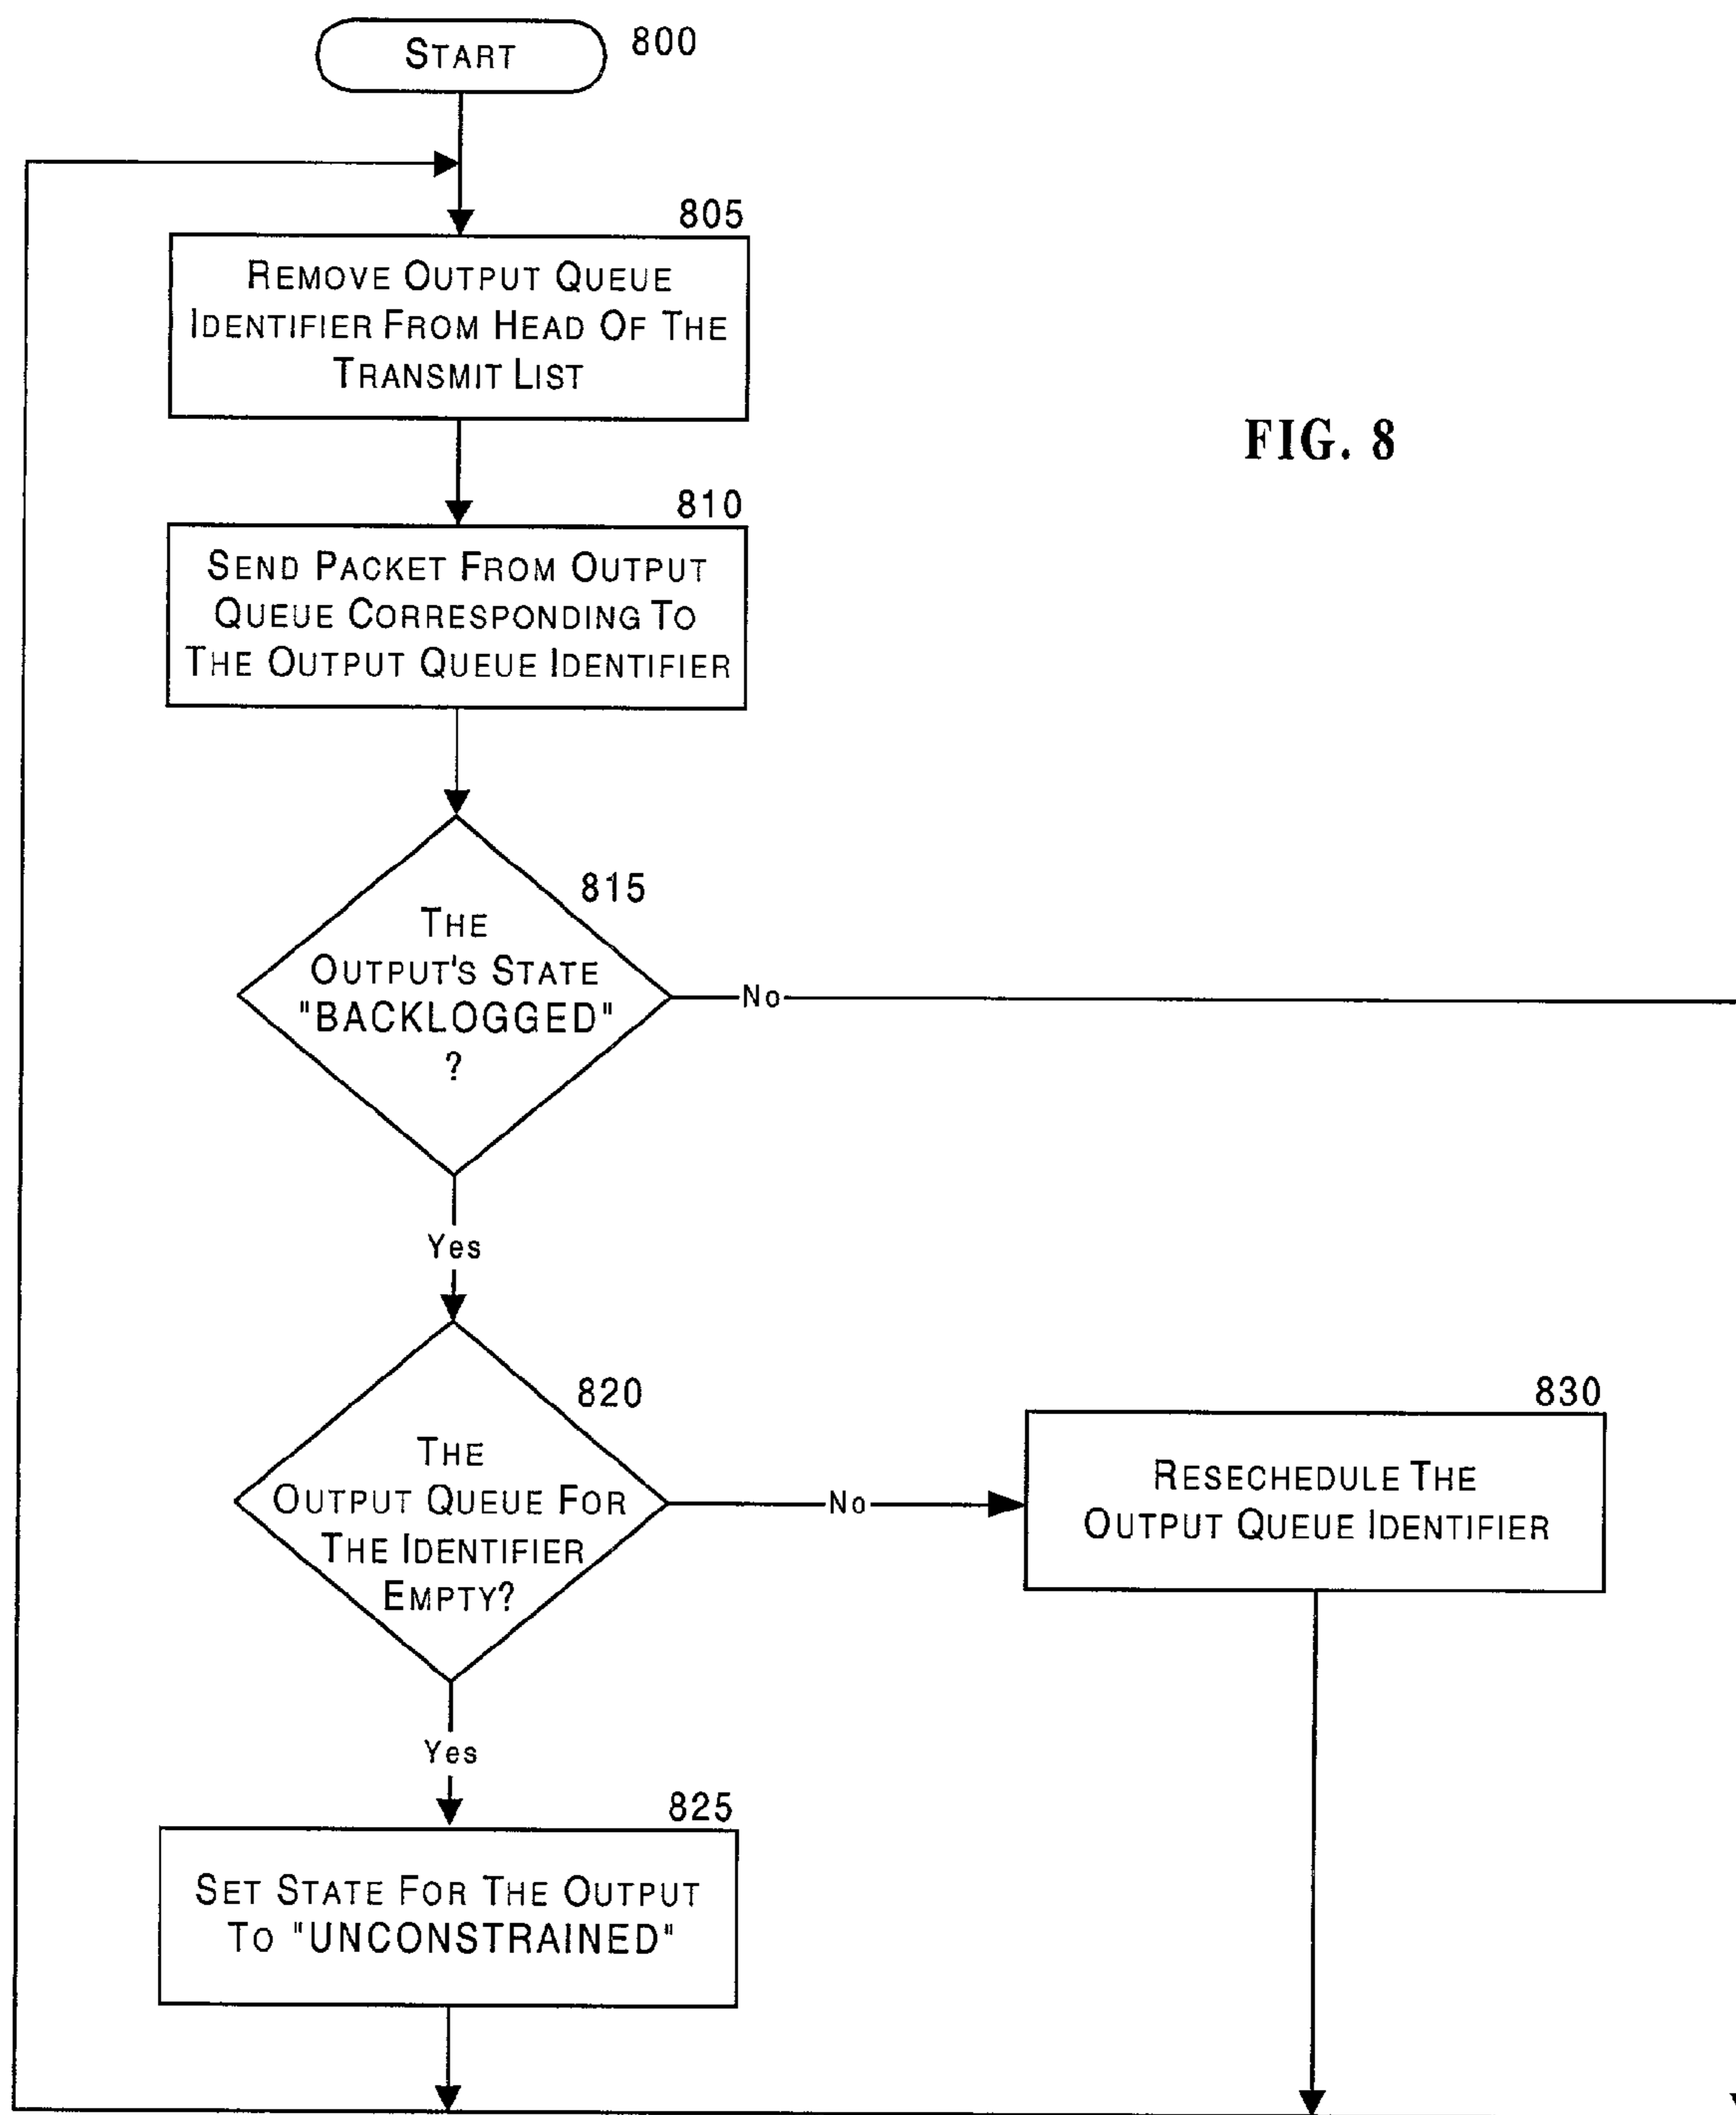 START
800
805
REMOVE OUTPUT QUEUE
IDENTIFIER FROM HEAD OF THE
TRANSMIT LIST
FIG. 8
810
SEND PACKET FROM OUTPUT
QUEUE CORRESPONDING TO
THE OUTPUT QUEUE IDENTIFIER
815
THE
OUTPUT'S STATE
"BACKLOGGED"
?
No
Yes
820
THE
OUTPUT QUEUE FOR
THE IDENTIFIER
EMPTY?
No
830
RESECHEDULE THE
OUTPUT QUEUE IDENTIFIER
Yes
825
SET STATE FOR THE OUTPUT
TO "UNCONSTRAINED"